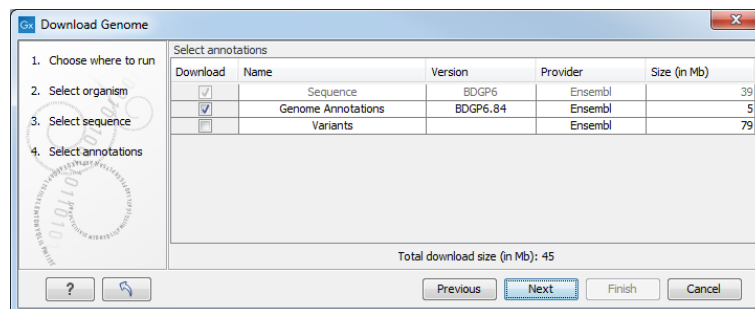 Gx Download Genome
1. Choose where to run
2. Select organism
3. Select sequence
4. Select annotations
Select annotations
Download Name Version Provider Size (in Mb)
Sequence BDGP6 Ensembl 39
Genome Annotations BDGP6.84 Ensembl 5
Variants Ensembl 79
Total download size (in Mb): 45
? Previous Next Finish Cancel